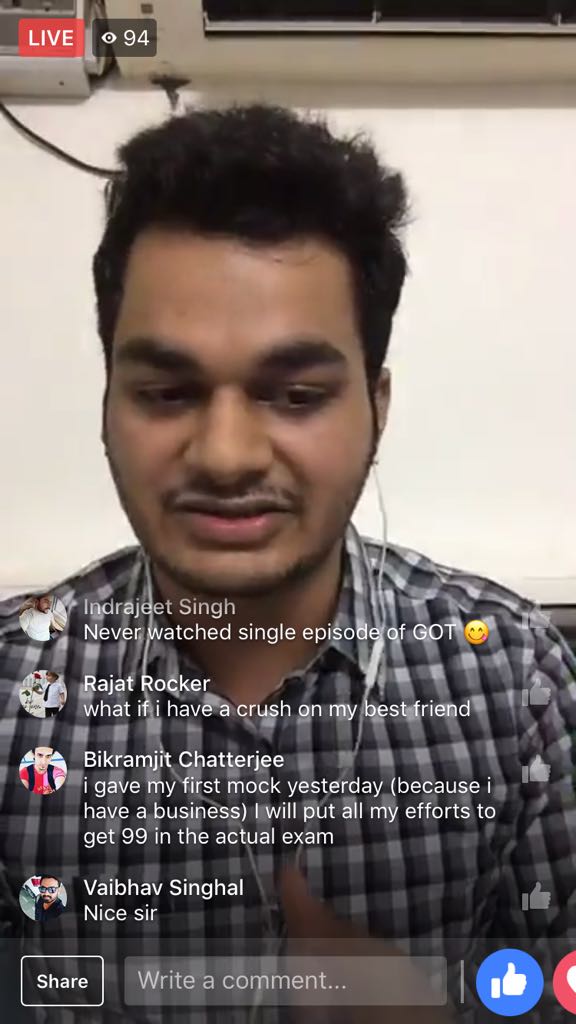 LIVE 94
Indrajeet Singh
Never watched single episode of GOT 😋
Rajat Rocker
what if i have a crush on my best friend
Bikramjit Chatterjee
i gave my first mock yesterday (because i
have a business) I will put all my efforts to
get 99 in the actual exam
Vaibhav Singhal
Nice sir
Share
Write a comment...